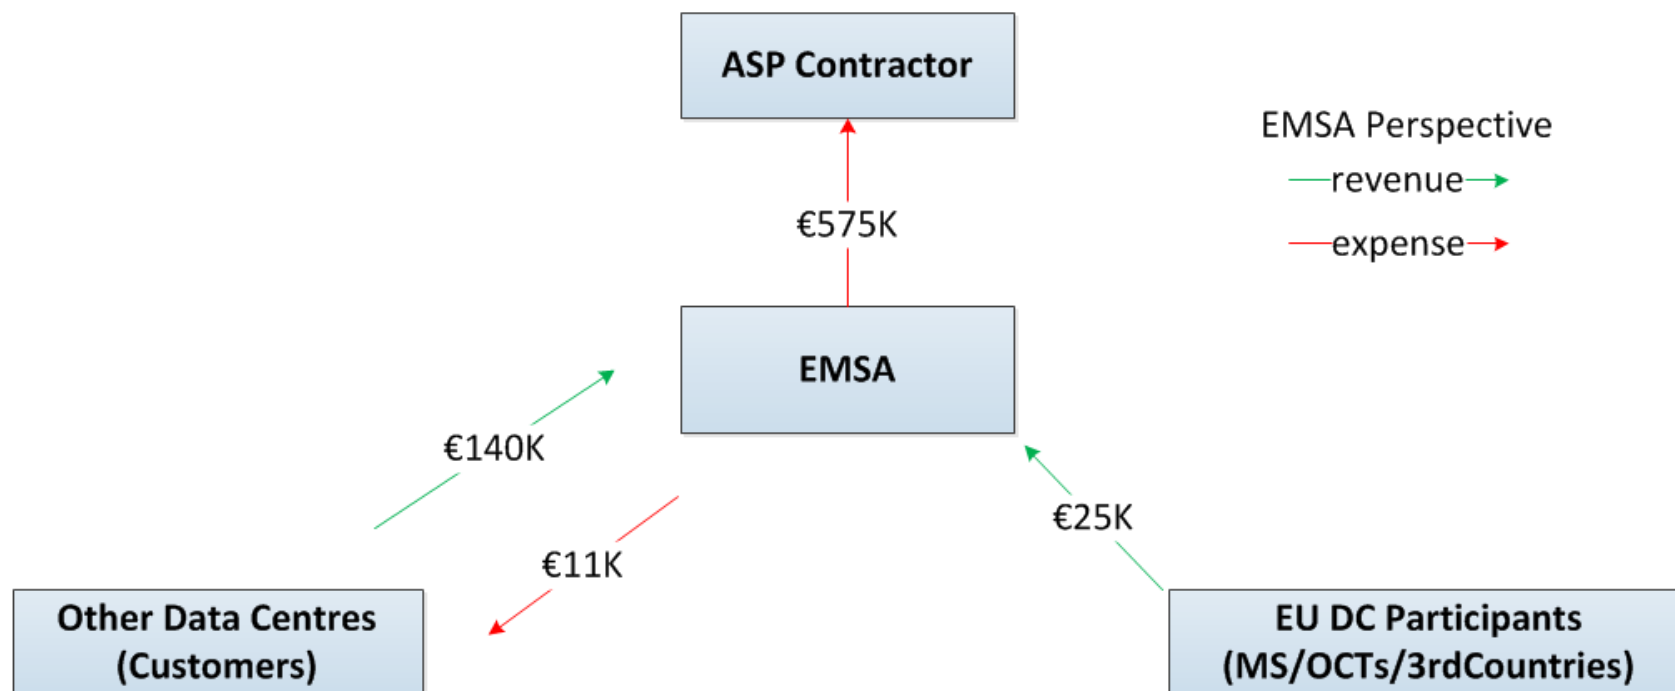 ASP Contractor
EMSA Perspective
revenue
€575K
expense
EMSA
€140K
€25K
€11K
Other Data Centres
(Customers)
EU DC Participants
(MS/OCTs/3rdCountries)